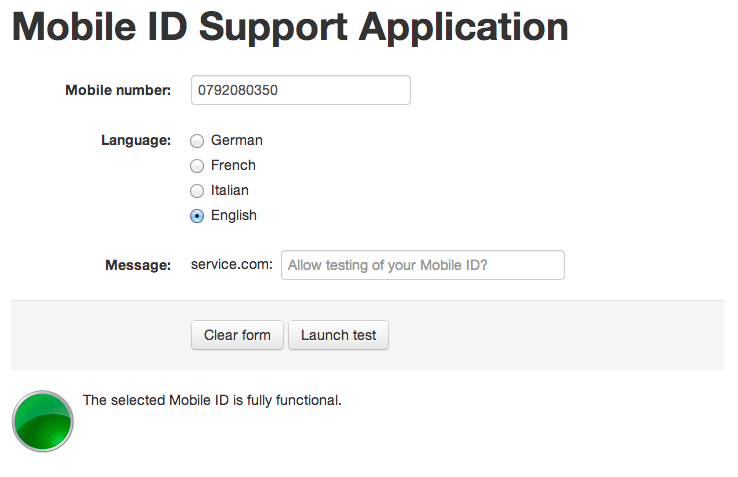 Mobile ID Support Application
Mobile number: 0792080350
Language: German
French
Italian
English
Message: service.com: Allow testing of your Mobile ID?
Clear form Launch test
The selected Mobile ID is fully functional.